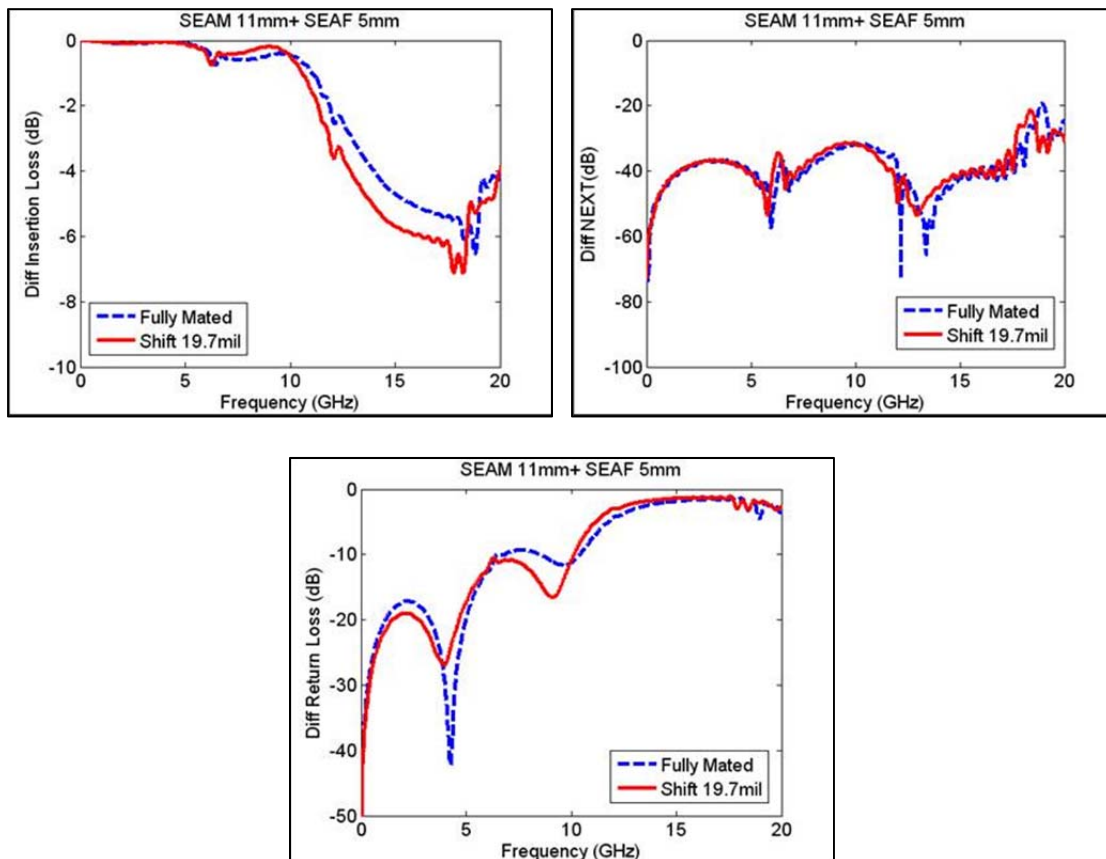 SEAM 11mm+ SEAF 5mm
0
-2
-4
-6
-8
-10
Diff Insertion Loss (dB)
Fully Mated
Shift 19.7mil
0 5 10 15 20
Frequency (GHz)
SEAM 11mm+ SEAF 5mm
0
-20
-40
-60
-80
-100
Diff NEXT(dB)
Fully Mated
Shift 19.7mil
0 5 10 15 20
Frequency (GHz)
SEAM 11mm+ SEAF 5mm
0
-10
-20
-30
-40
-50
Diff Return Loss (dB)
Fully Mated
Shift 19.7mil
0 5 10 15 20
Frequency (GHz)